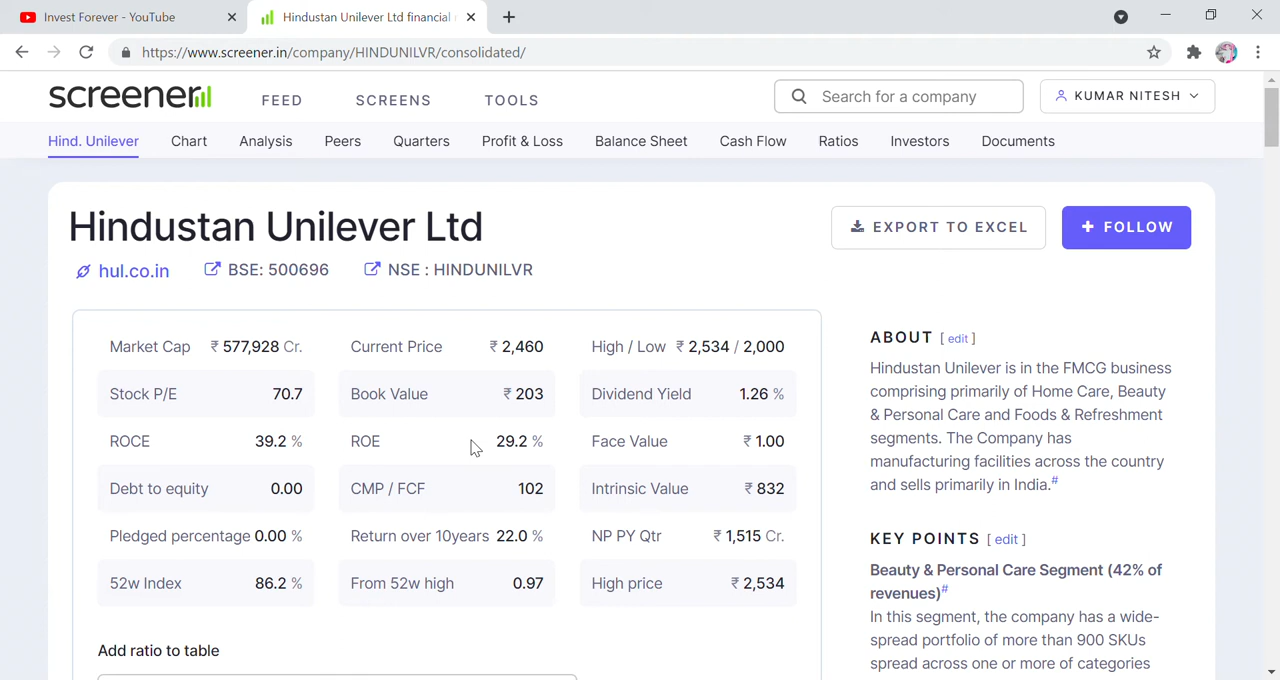 Invest Forever - YouTube
Hindustan Unilever Ltd financial
https://www.screener.in/company/HINDUNILVR/consolidated/
screener
FEED
SCREENS
TOOLS
Search for a company
KUMAR NITESH
Hind. Unilever
Chart
Analysis
Peers
Quarters
Profit & Loss
Balance Sheet
Cash Flow
Ratios
Investors
Documents
Hindustan Unilever Ltd
EXPORT TO EXCEL
FOLLOW
hul.co.in
BSE: 500696
NSE : HINDUNILVR
Market Cap ₹ 577,928 Cr.
Current Price ₹ 2,460
High / Low ₹ 2,534 / 2,000
Stock P/E 70.7
Book Value ₹ 203
Dividend Yield 1.26 %
ROCE 39.2 %
ROE 29.2 %
Face Value ₹ 1.00
Debt to equity 0.00
CMP / FCF 102
Intrinsic Value ₹ 832
Pledged percentage 0.00 %
Return over 10years 22.0 %
NP PY Qtr ₹ 1,515 Cr.
52w Index 86.2 %
From 52w high 0.97
High price ₹ 2,534
Add ratio to table
ABOUT [ edit ]
Hindustan Unilever is in the FMCG business
comprising primarily of Home Care, Beauty
& Personal Care and Foods & Refreshment
segments. The Company has
manufacturing facilities across the country
and sells primarily in India.#
KEY POINTS [ edit ]
Beauty & Personal Care Segment (42% of
revenues)#
In this segment, the company has a wide-
spread portfolio of more than 900 SKUs
spread across one or more of categories